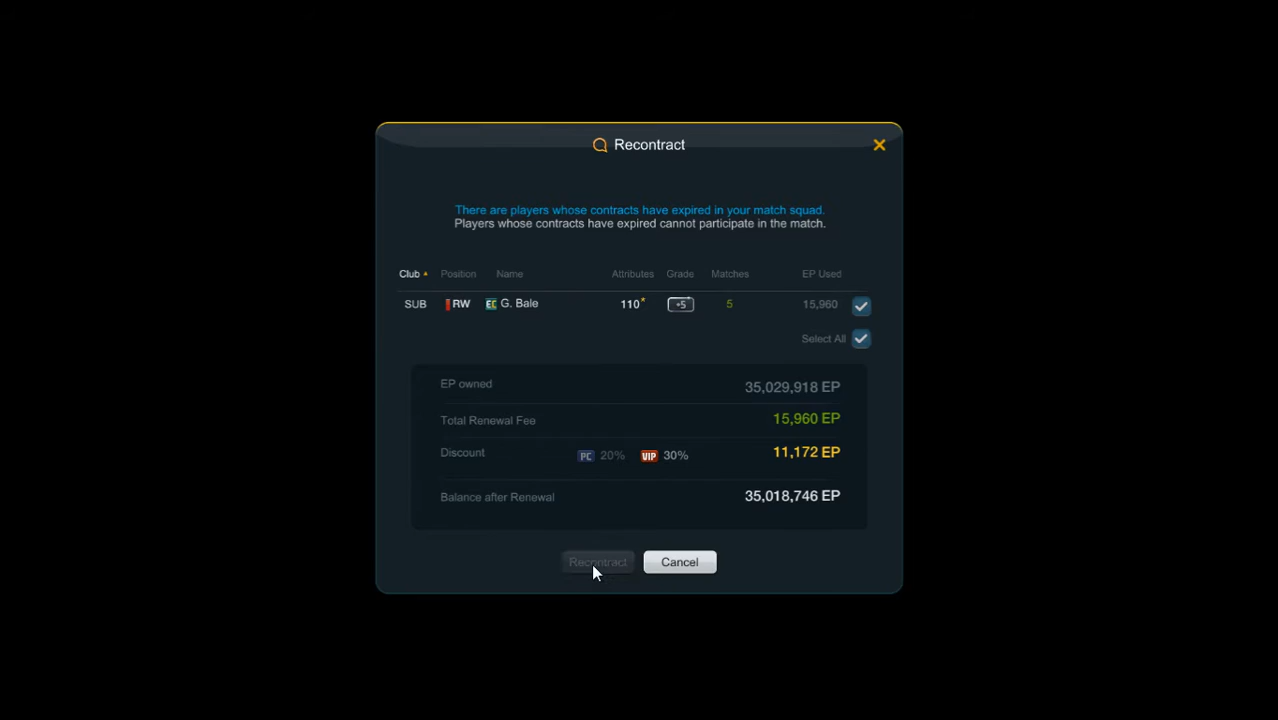 Recontract
There are players whose contracts have expired in your match squad.
Players whose contracts have expired cannot participate in the match.
Club Position Name Attributes Grade Matches EP Used
SUB RW EC G. Bale 110* +5 5 15,960
Select All
EP owned 35,029,918 EP
Total Renewal Fee 15,960 EP
Discount PC 20% VIP 30% 11,172 EP
Balance after Renewal 35,018,746 EP
Recontract Cancel